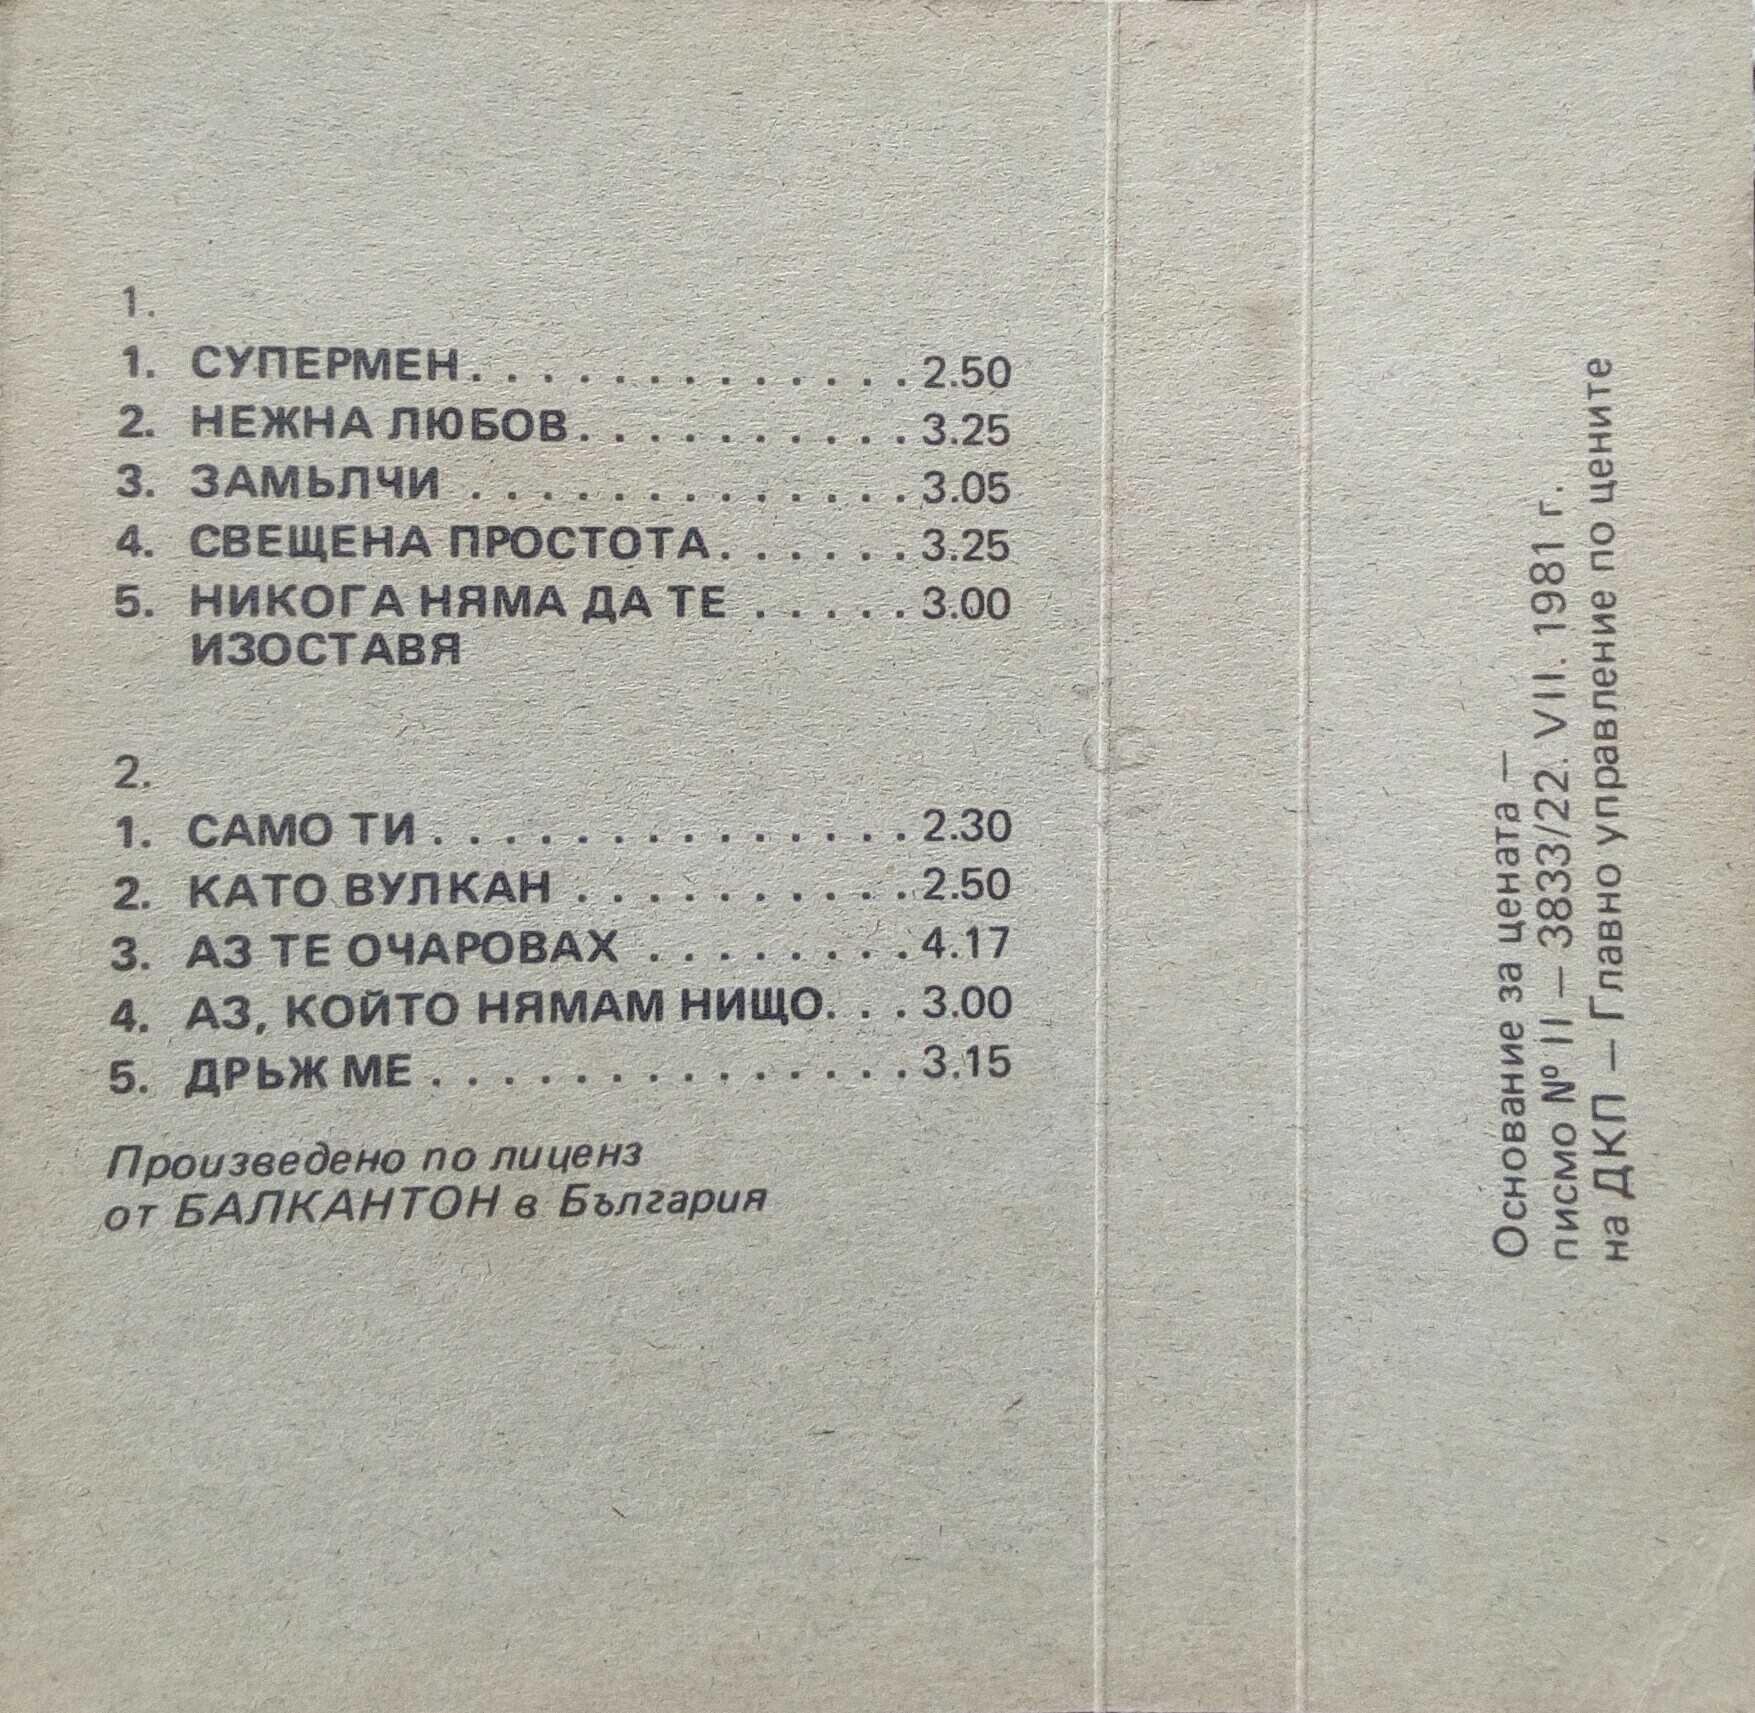 1.
1. СУПЕРМЕН. . . . . . . . . . . . . 2.50
2. НЕЖНА ЛЮБОВ. . . . . . . . . . 3.25
3. ЗАМЬЛЧИ . . . . . . . . . . . . . 3.05
4. СВЕЩЕНА ПРОСТОТА. . . . . . 3.25
5. НИКОГА НЯМА ДА ТЕ . . . . . 3.00
ИЗОСТАВЯ
2.
1. САМО ТИ. . . . . . . . . . . . . . 2.30
2. КАТО ВУЛКАН . . . . . . . . . . 2.50
3. АЗ ТЕ ОЧАРОВАХ . . . . . . . . 4.17
4. АЗ, КОЙТО НЯМАМ НИЩО. . . 3.00
5. ДРЬЖ МЕ . . . . . . . . . . . . . . 3.15
Произведено по лиценз
от БАЛКАНТОН в България
Основание за цената —
писмо № II — 3833/22. VII. 1981 г.
на ДКП — Главно управление по цените